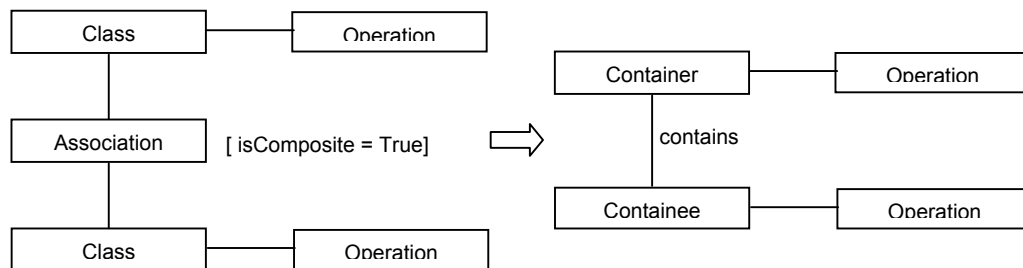 Class
Operation
Container
Operation
Association
[ isComposite = True]
contains
Containee
Operation
Class
Operation